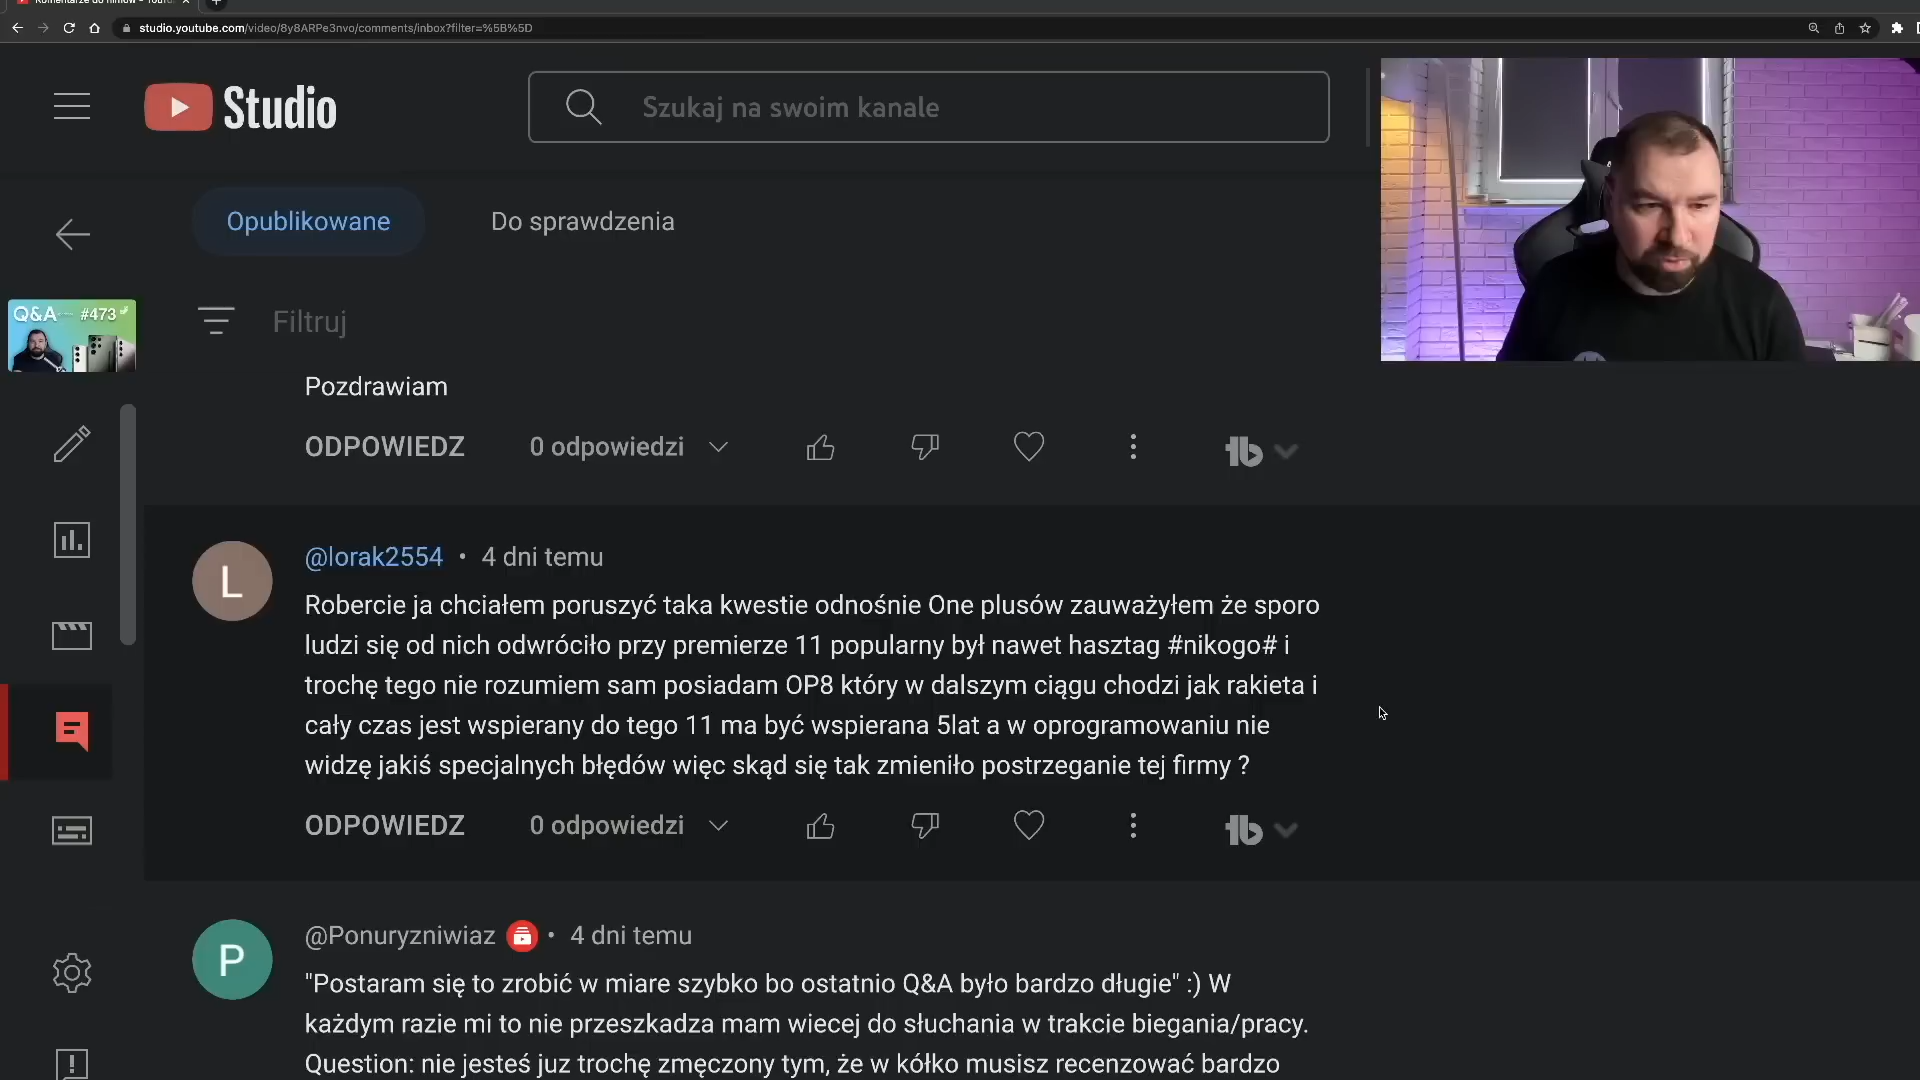 Komentarze do filmów - YouTu
studio.youtube.com/video/8y8ARPe3nvo/comments/inbox?filter=%5B%5D
Studio
Szukaj na swoim kanale
Opublikowane
Do sprawdzenia
Q&A #473
Filtruj
Pozdrawiam
ODPOWIEDZ
0 odpowiedzi
tb
L
@lorak2554 • 4 dni temu
Robercie ja chciałem poruszyć taka kwestie odnośnie One plusów zauważyłem że sporo
ludzi się od nich odwróciło przy premierze 11 popularny był nawet hasztag #nikogo# i
trochę tego nie rozumiem sam posiadam OP8 który w dalszym ciągu chodzi jak rakieta i
cały czas jest wspierany do tego 11 ma być wspierana 5lat a w oprogramowaniu nie
widzę jakiś specjalnych błędów więc skąd się tak zmieniło postrzeganie tej firmy ?
ODPOWIEDZ
0 odpowiedzi
tb
P
@Ponuryzniwiaz • 4 dni temu
"Postaram się to zrobić w miare szybko bo ostatnio Q&A było bardzo długie" :) W
każdym razie mi to nie przeszkadza mam wiecej do słuchania w trakcie biegania/pracy.
Question: nie jesteś juz trochę zmęczony tym, że w kółko musisz recenzować bardzo